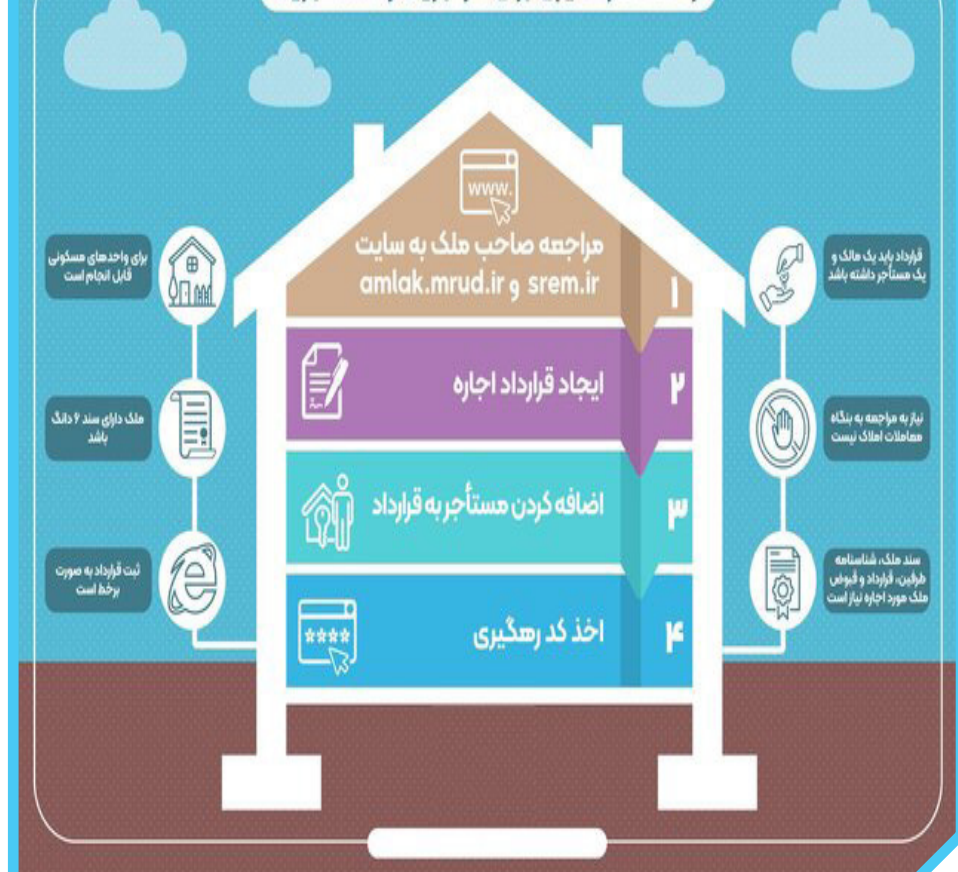 www.
مراجعه صاحب ملک به سایت
srem.ir و amlak.mrud.ir
۱
ایجاد قرارداد اجاره
۲
اضافه کردن مستأجر به قرارداد
۳
اخذ کد رهگیری
۴
****
قرارداد باید یک مالک و
یک مستأجر داشته باشد
نیاز به مراجعه به بنگاه
معاملات املاک نیست
سند ملک، شناسنامه
طرفین، قرارداد و قبوض
ملک مورد اجاره نیاز است
برای واحدهای مسکونی
قابل انجام است
ملک دارای سند ۶ دانگ
باشد
ثبت قرارداد به صورت
برخط است